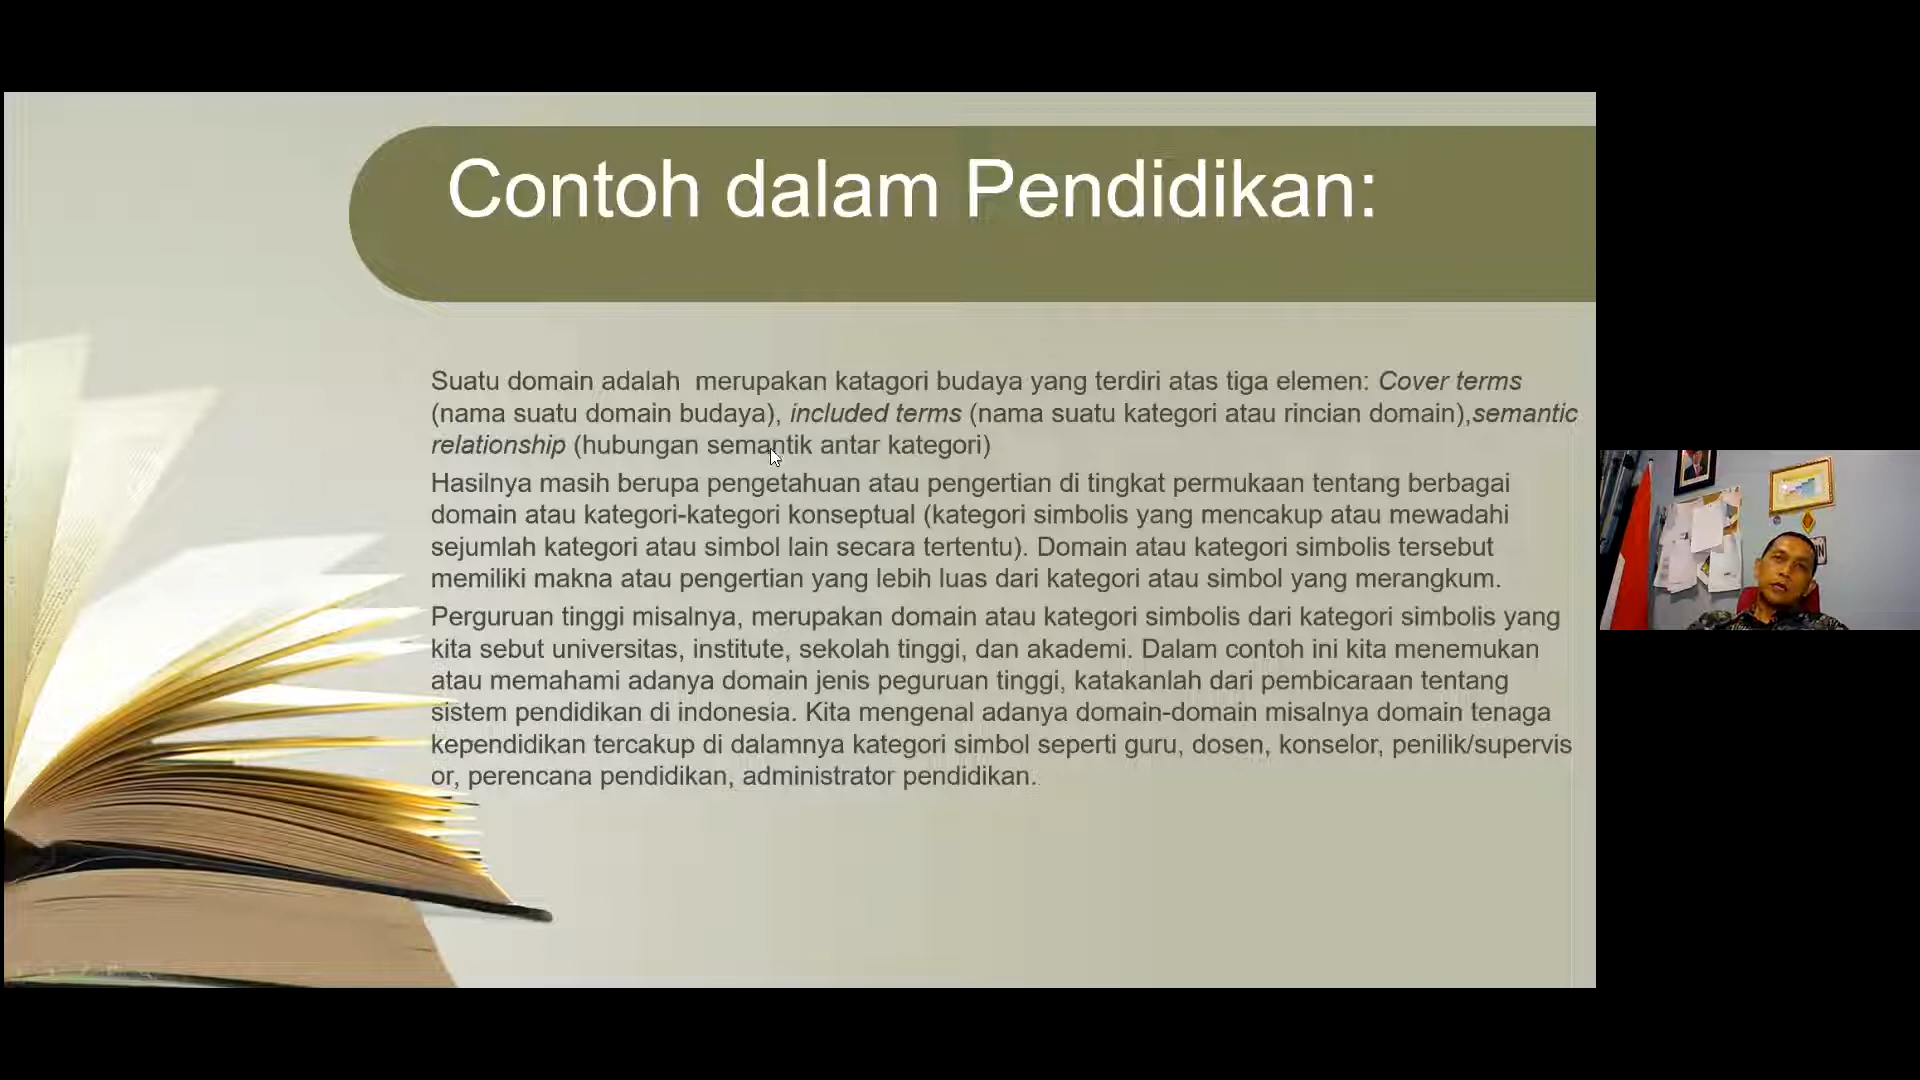 Contoh dalam Pendidikan:
Suatu domain adalah  merupakan katagori budaya yang terdiri atas tiga elemen: Cover terms
(nama suatu domain budaya), included terms (nama suatu kategori atau rincian domain),semantic
relationship (hubungan semantik antar kategori)
Hasilnya masih berupa pengetahuan atau pengertian di tingkat permukaan tentang berbagai
domain atau kategori-kategori konseptual (kategori simbolis yang mencakup atau mewadahi
sejumlah kategori atau simbol lain secara tertentu). Domain atau kategori simbolis tersebut
memiliki makna atau pengertian yang lebih luas dari kategori atau simbol yang merangkum.
Perguruan tinggi misalnya, merupakan domain atau kategori simbolis dari kategori simbolis yang
kita sebut universitas, institute, sekolah tinggi, dan akademi. Dalam contoh ini kita menemukan
atau memahami adanya domain jenis peguruan tinggi, katakanlah dari pembicaraan tentang
sistem pendidikan di indonesia. Kita mengenal adanya domain-domain misalnya domain tenaga
kependidikan tercakup di dalamnya kategori simbol seperti guru, dosen, konselor, penilik/supervis
or, perencana pendidikan, administrator pendidikan.